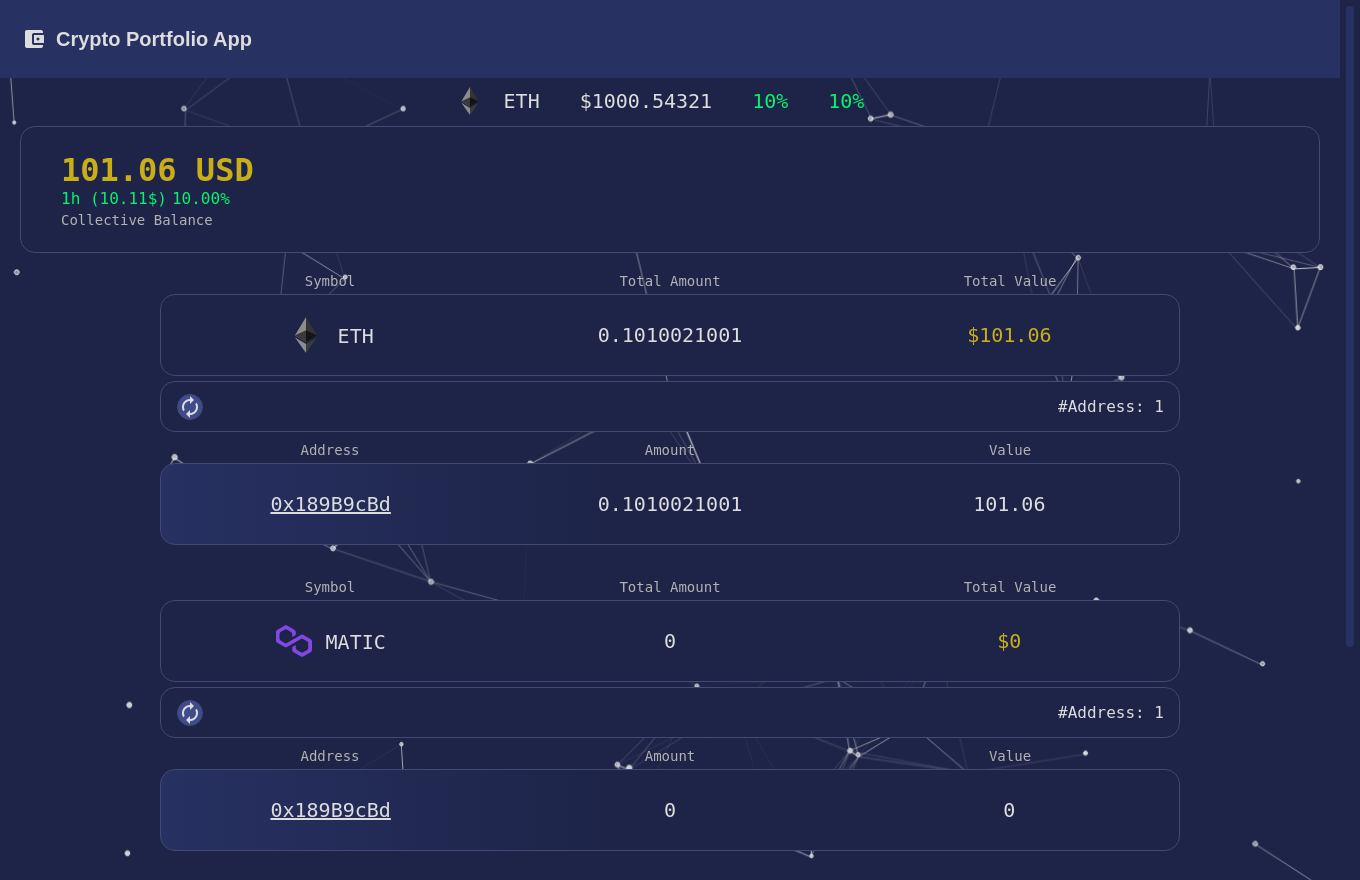 Crypto Portfolio App
ETH $1000.54321 10% 10%
101.06 USD
1h (10.11$) 10.00%
Collective Balance
Symbol Total Amount Total Value
ETH 0.1010021001 $101.06
#Address: 1
Address Amount Value
0x189B9cBd 0.1010021001 101.06
Symbol Total Amount Total Value
MATIC 0 $0
#Address: 1
Address Amount Value
0x189B9cBd 0 0